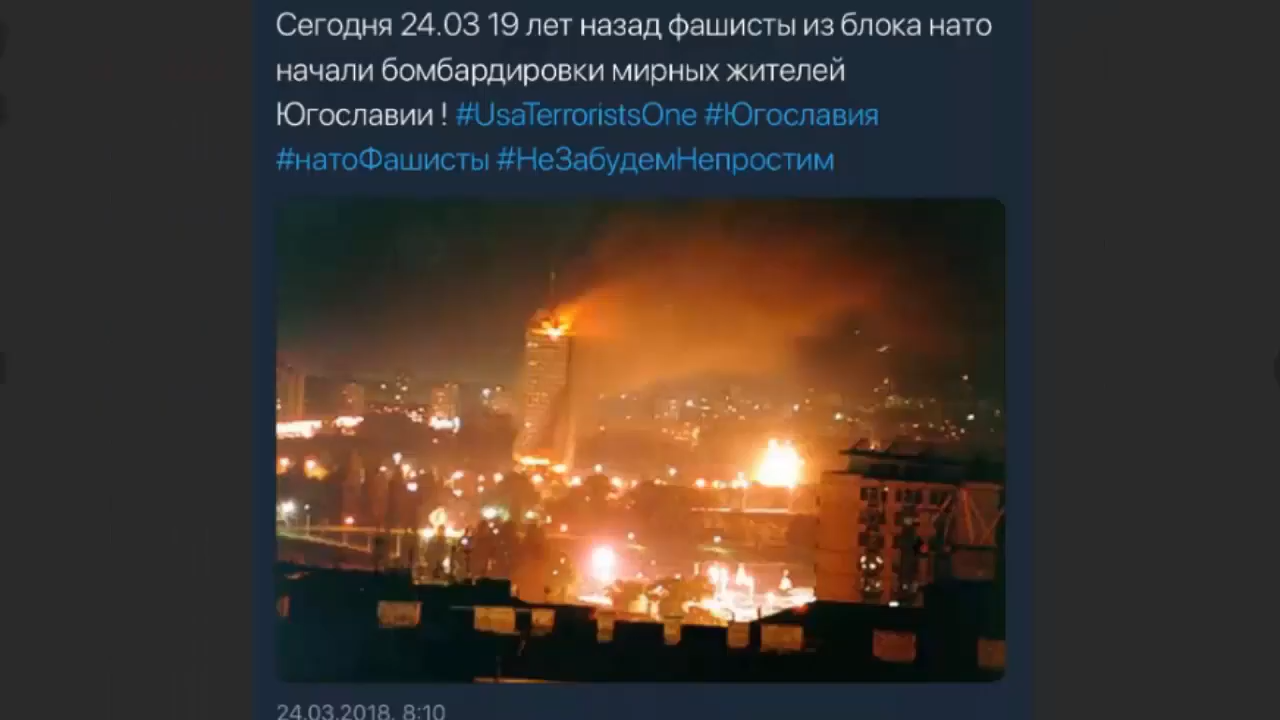 Сегодня 24.03 19 лет назад фашисты из блока нато
начали бомбардировки мирных жителей
Югославии ! #UsaTerroristsOne #Югославия
#натоФашисты #НеЗабудемНепростим
24.03.2018, 8:10